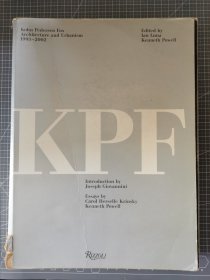 Kohn Pedersen Fox
Architecture and Urbanism
1993–2002
Edited by
Ian Luna
Kenneth Powell
KPF
Introduction by
Joseph Giovannini
Essays by
Carol Herselle Krinsky
Kenneth Powell
RIZZOLI